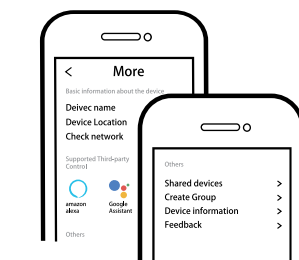 <
More
Basic information about the device
Deivec name
Device Location
Check network
Supported Third-party
Control
amazon
alexa
Google
Assistant
Others
Others
Shared devices >
Create Group >
Device information >
Feedback >